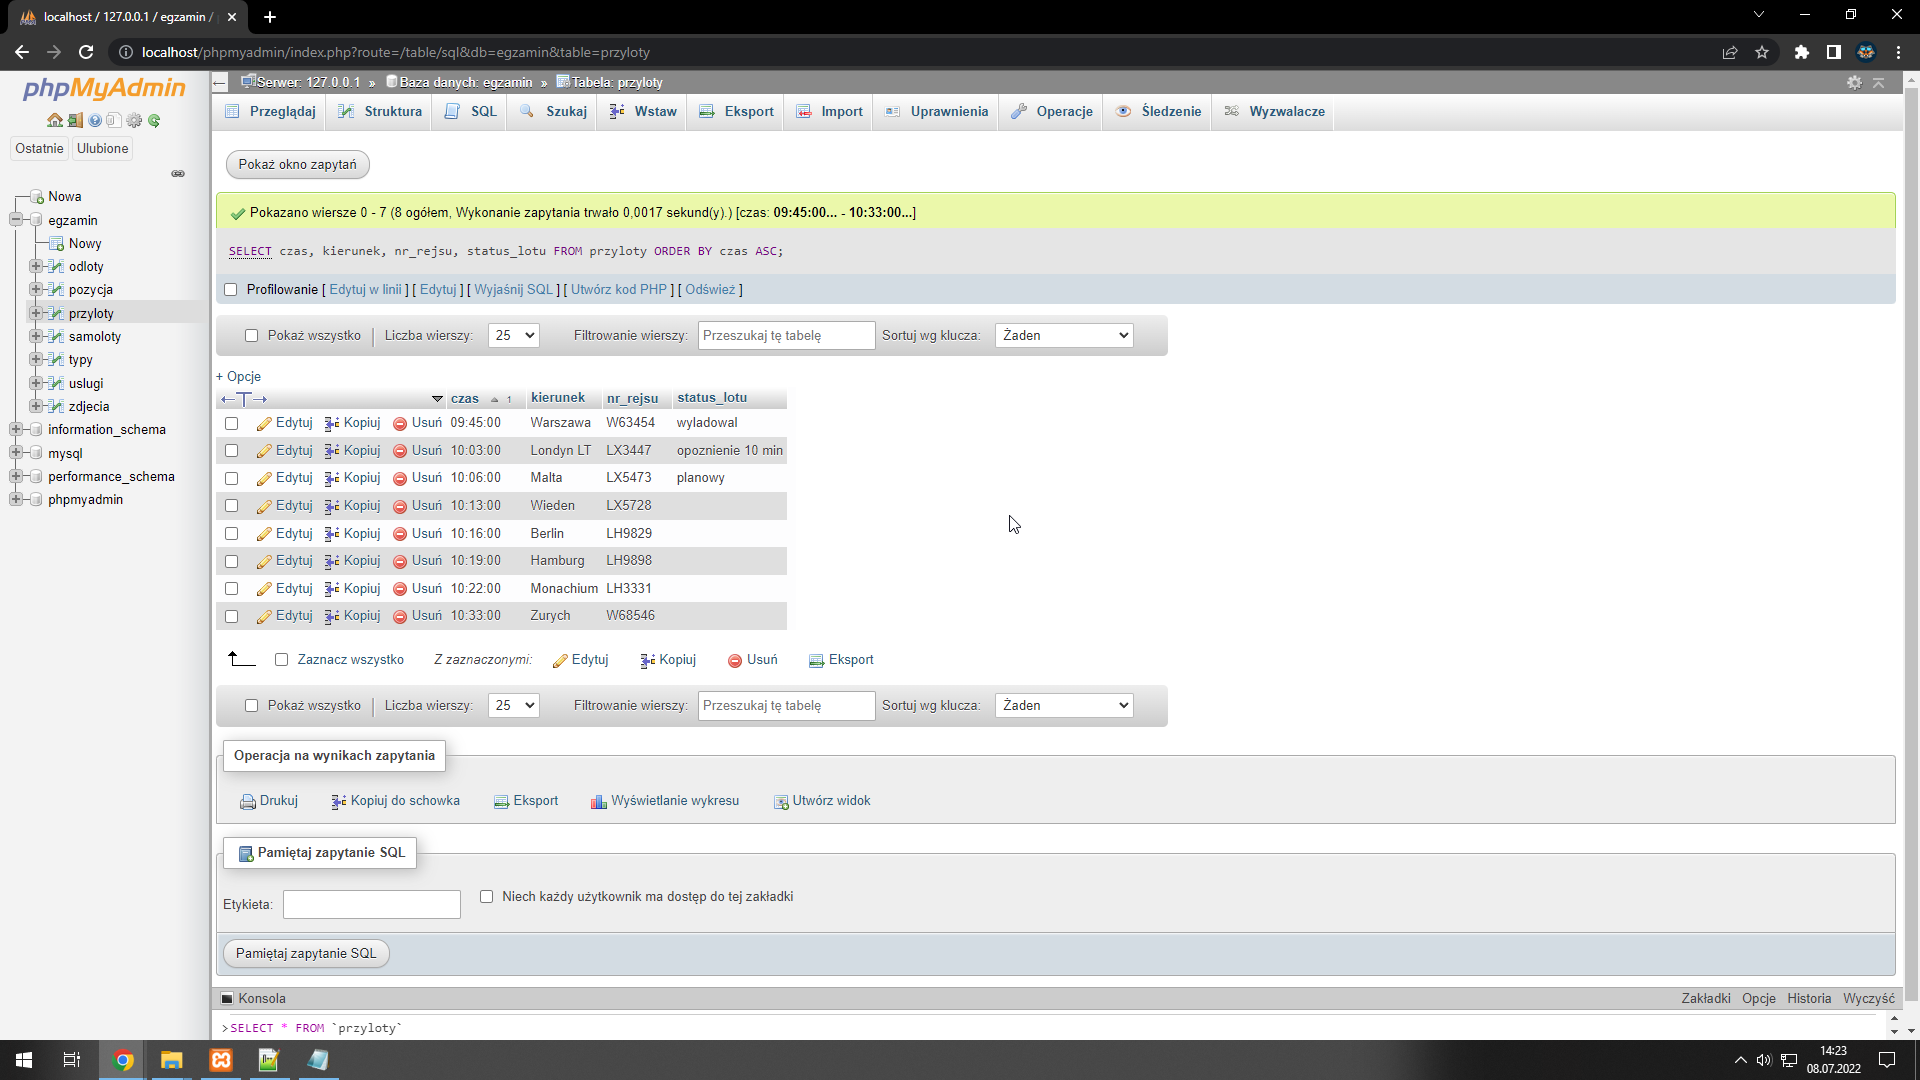 localhost / 127.0.0.1 / egzamin /
localhost/phpmyadmin/index.php?route=/table/sql&db=egzamin&table=przyloty
phpMyAdmin
Ostatnie Ulubione
Nowa
egzamin
Nowy
odloty
pozycja
przyloty
samoloty
typy
uslugi
zdjecia
information_schema
mysql
performance_schema
phpmyadmin
Serwer: 127.0.0.1 » Baza danych: egzamin » Tabela: przyloty
Przeglądaj Struktura SQL Szukaj Wstaw Eksport Import Uprawnienia Operacje Śledzenie Wyzwalacze
Pokaż okno zapytań
Pokazano wiersze 0 - 7 (8 ogółem, Wykonanie zapytania trwało 0,0017 sekund(y).) [czas: 09:45:00... - 10:33:00...]
SELECT czas, kierunek, nr_rejsu, status_lotu FROM przyloty ORDER BY czas ASC;
Profilowanie [ Edytuj w linii ] [ Edytuj ] [ Wyjaśnij SQL ] [ Utwórz kod PHP ] [ Odśwież ]
Pokaż wszystko Liczba wierszy: 25 Filtrowanie wierszy: Przeszukaj tę tabelę Sortuj wg klucza: Żaden
+ Opcje
←T→ czas 1 kierunek nr_rejsu status_lotu
Edytuj Kopiuj Usuń 09:45:00 Warszawa W63454 wyladowal
Edytuj Kopiuj Usuń 10:03:00 Londyn LT LX3447 opoznienie 10 min
Edytuj Kopiuj Usuń 10:06:00 Malta LX5473 planowy
Edytuj Kopiuj Usuń 10:13:00 Wieden LX5728
Edytuj Kopiuj Usuń 10:16:00 Berlin LH9829
Edytuj Kopiuj Usuń 10:19:00 Hamburg LH9898
Edytuj Kopiuj Usuń 10:22:00 Monachium LH3331
Edytuj Kopiuj Usuń 10:33:00 Zurych W68546
Zaznacz wszystko Z zaznaczonymi: Edytuj Kopiuj Usuń Eksport
Pokaż wszystko Liczba wierszy: 25 Filtrowanie wierszy: Przeszukaj tę tabelę Sortuj wg klucza: Żaden
Operacja na wynikach zapytania
Drukuj Kopiuj do schowka Eksport Wyświetlanie wykresu Utwórz widok
Pamiętaj zapytanie SQL
Etykieta: Niech każdy użytkownik ma dostęp do tej zakładki
Pamiętaj zapytanie SQL
Konsola Zakładki Opcje Historia Wyczyść
>SELECT * FROM `przyloty`
14:23
08.07.2022